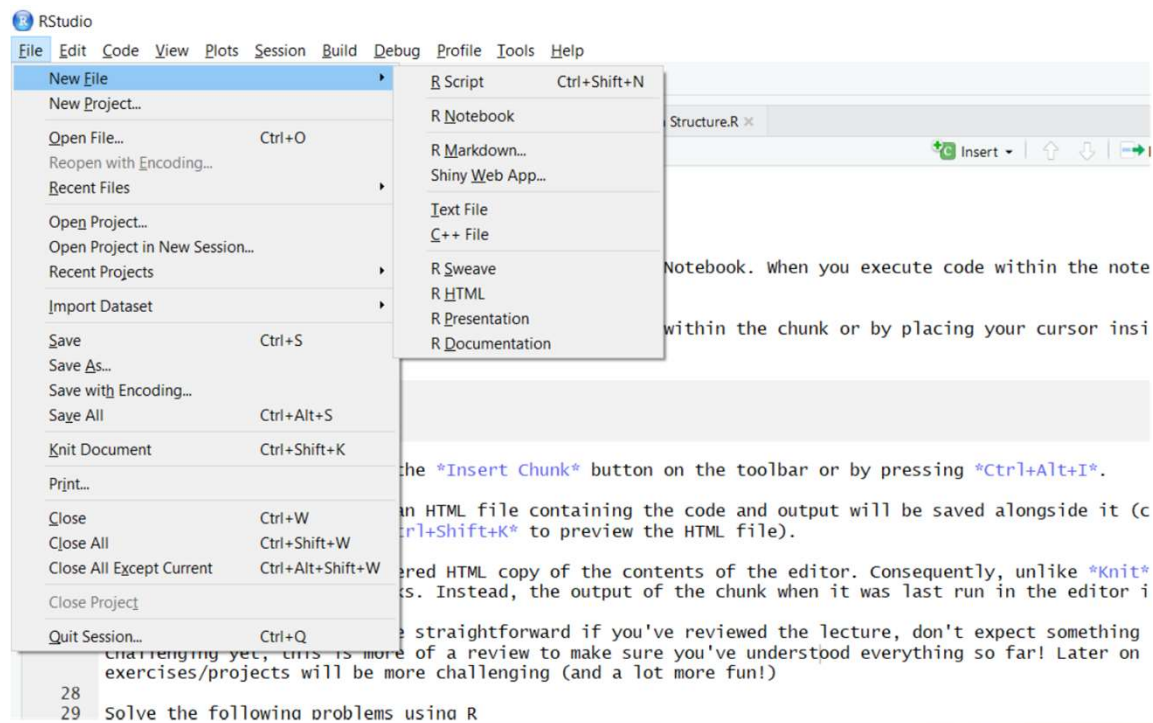 RStudio
File Edit Code View Plots Session Build Debug Profile Tools Help
New File
New Project...
Open File... Ctrl+O
Reopen with Encoding...
Recent Files
Open Project...
Open Project in New Session...
Recent Projects
Import Dataset
Save Ctrl+S
Save As...
Save with Encoding...
Save All Ctrl+Alt+S
Knit Document Ctrl+Shift+K
Print...
Close Ctrl+W
Close All Ctrl+Shift+W
Close All Except Current Ctrl+Alt+Shift+W
Close Project
Quit Session... Ctrl+Q
R Script Ctrl+Shift+N
R Notebook
R Markdown...
Shiny Web App...
Text File
C++ File
R Sweave
R HTML
R Presentation
R Documentation
Structure.R
Insert
Notebook. When you execute code within the note
within the chunk or by placing your cursor insi
the *Insert Chunk* button on the toolbar or by pressing *Ctrl+Alt+I*.
an HTML file containing the code and output will be saved alongside it (c
rl+Shift+K* to preview the HTML file).
ered HTML copy of the contents of the editor. Consequently, unlike *Knit*
ks. Instead, the output of the chunk when it was last run in the editor i
e straightforward if you've reviewed the lecture, don't expect something
challenging yet, this is more of a review to make sure you've understood everything so far! Later on
exercises/projects will be more challenging (and a lot more fun!)
28
29 Solve the following problems using R